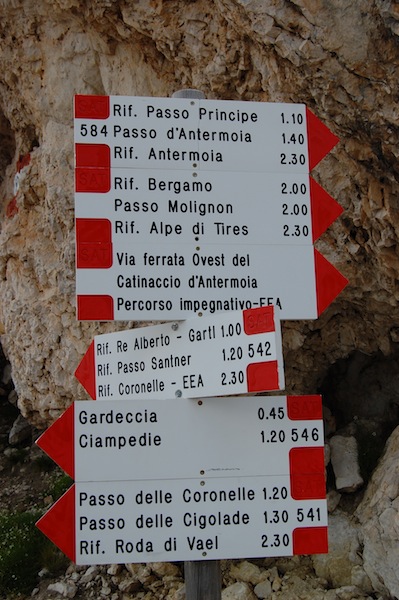 Rif. Passo Principe 1.10
584 Passo d'Antermoia 1.40
Rif. Antermoia 2.30
SAT
Rif. Bergamo 2.00
Passo Molignon 2.00
Rif. Alpe di Tires 2.30
SAT
Via ferrata Ovest del
Catinaccio d'Antermoia
Percorso impegnativo-EEA
Rif. Re Alberto - Gartl 1.00
Rif. Passo Santner 1.20 542
Rif. Coronelle - EEA 2.30
Gardeccia 0.45
Ciampedie 1.20 546
Passo delle Coronelle 1.20
Passo delle Cigolade 1.30 541
Rif. Roda di Vael 2.30